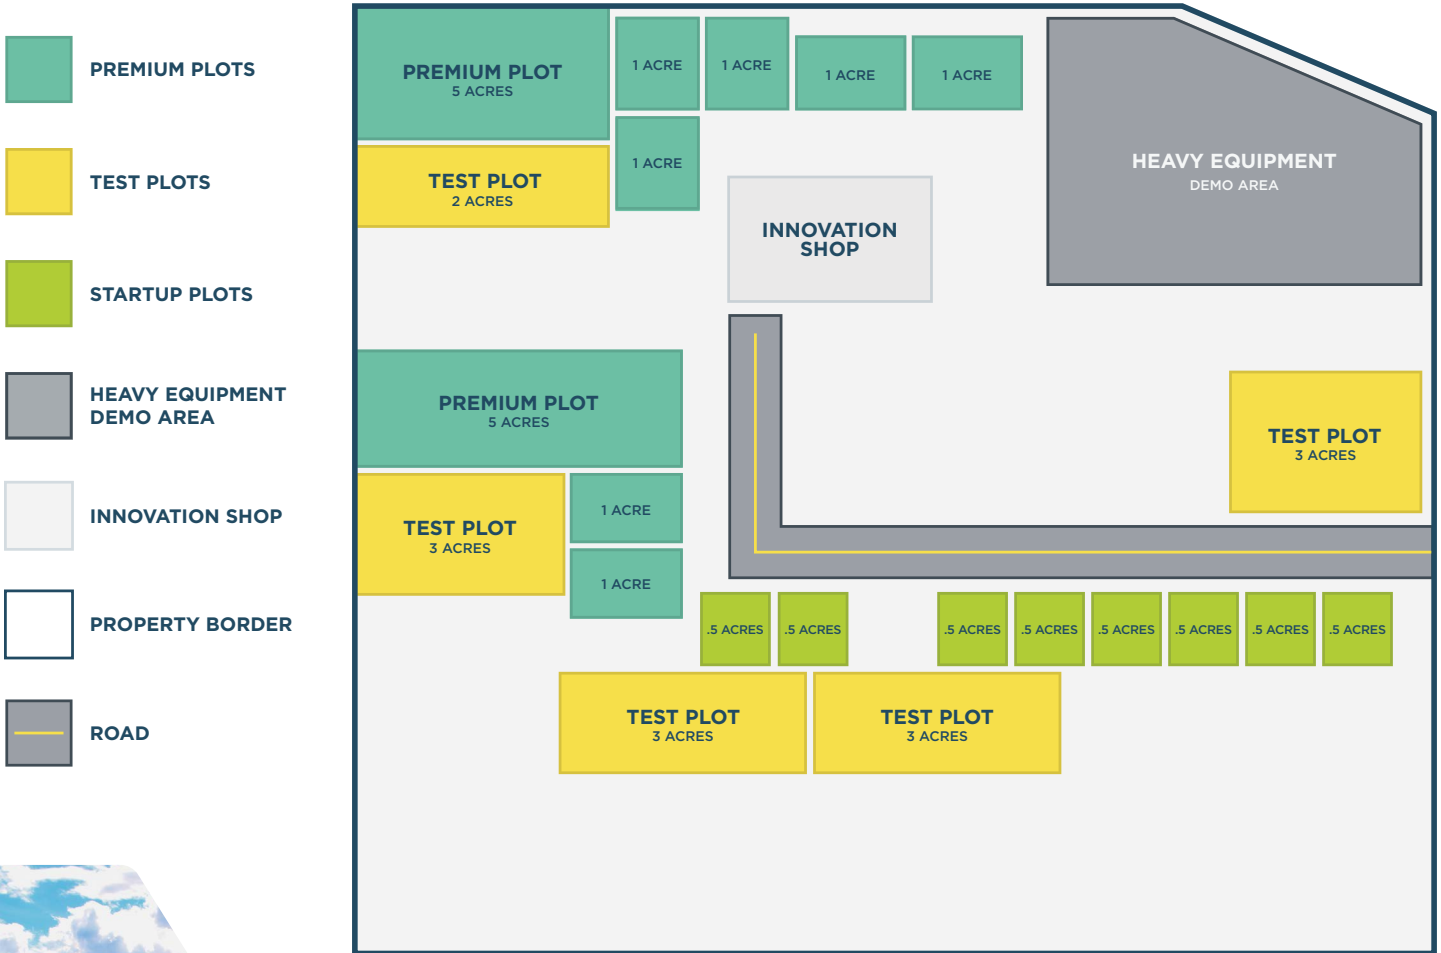 PREMIUM PLOTS
TEST PLOTS
STARTUP PLOTS
HEAVY EQUIPMENT
DEMO AREA
INNOVATION SHOP
PROPERTY BORDER
ROAD
PREMIUM PLOT
5 ACRES
1 ACRE
1 ACRE
1 ACRE
1 ACRE
1 ACRE
TEST PLOT
2 ACRES
HEAVY EQUIPMENT
DEMO AREA
INNOVATION
SHOP
PREMIUM PLOT
5 ACRES
TEST PLOT
3 ACRES
TEST PLOT
3 ACRES
1 ACRE
1 ACRE
.5 ACRES
.5 ACRES
.5 ACRES
.5 ACRES
.5 ACRES
.5 ACRES
.5 ACRES
.5 ACRES
TEST PLOT
3 ACRES
TEST PLOT
3 ACRES